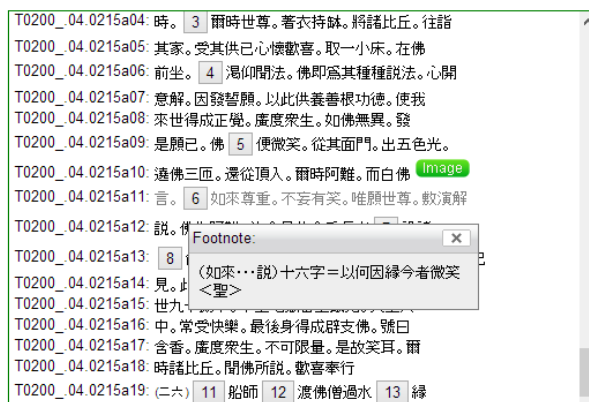 T0200_.04.0215a04: 時。 3 爾時世尊。著衣持鉢。將諸比丘。往詣
T0200_.04.0215a05: 其家。受其供已心懷歡喜。取一小床。在佛
T0200_.04.0215a06: 前坐。 4 渇仰聞法。佛即爲其種種説法。心開
T0200_.04.0215a07: 意解。因發誓願。以此供養善根功徳。使我
T0200_.04.0215a08: 來世得成正覺。廣度衆生。如佛無異。發
T0200_.04.0215a09: 是願已。佛 5 便微笑。從其面門。出五色光。
T0200_.04.0215a10: 遶佛三匝。還從頂入。爾時阿難。而白佛 Image
T0200_.04.0215a11: 言。 6 如來尊重。不妄有笑。唯願世尊。敷演解
T0200_.04.0215a12: 説。
Footnote: x
T0200_.04.0215a13: 8
(如來…説)十六字=以何因縁今者微笑
<聖>
T0200_.04.0215a14: 見。
T0200_.04.0215a15: 世九十
T0200_.04.0215a16: 中。常受快樂。最後身得成辟支佛。號曰
T0200_.04.0215a17: 含香。廣度衆生。不可限量。是故笑耳。爾
T0200_.04.0215a18: 時諸比丘。聞佛所説。歡喜奉行
T0200_.04.0215a19: (二六) 11 船師 12 渡佛僧過水 13 縁